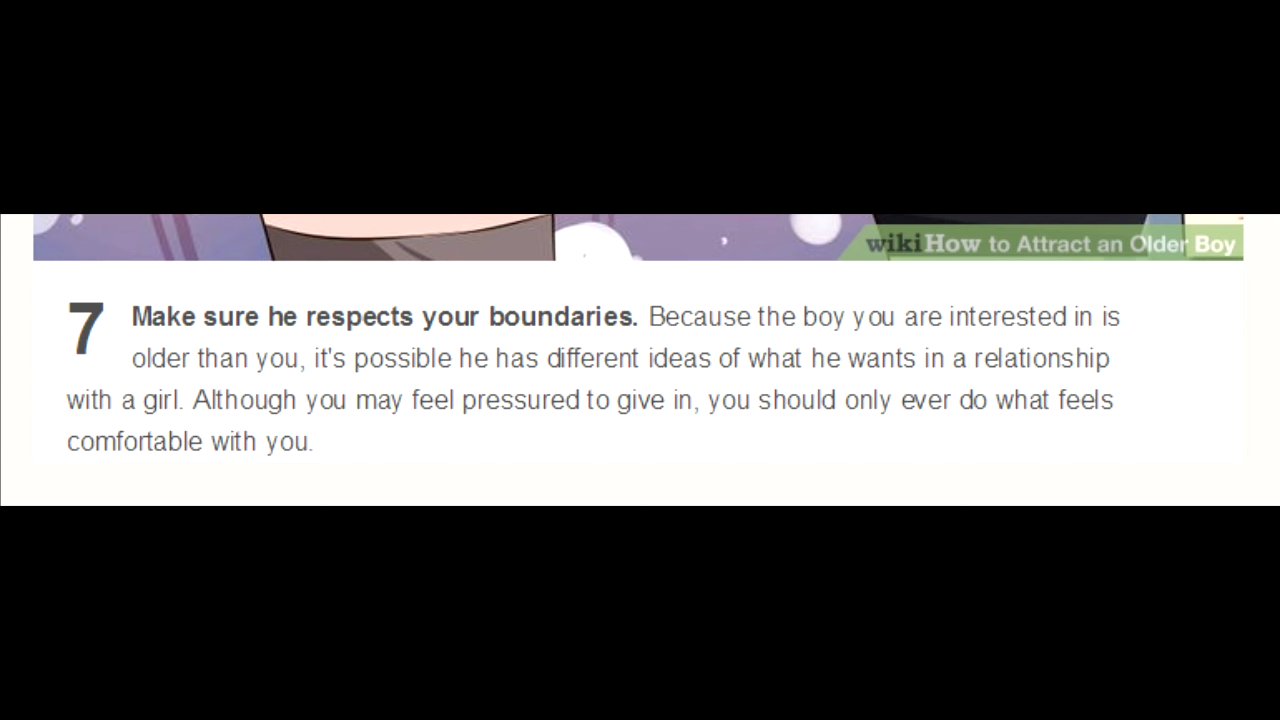 wikiHow to Attract an Older Boy
7 Make sure he respects your boundaries. Because the boy you are interested in is
older than you, it's possible he has different ideas of what he wants in a relationship
with a girl. Although you may feel pressured to give in, you should only ever do what feels
comfortable with you.